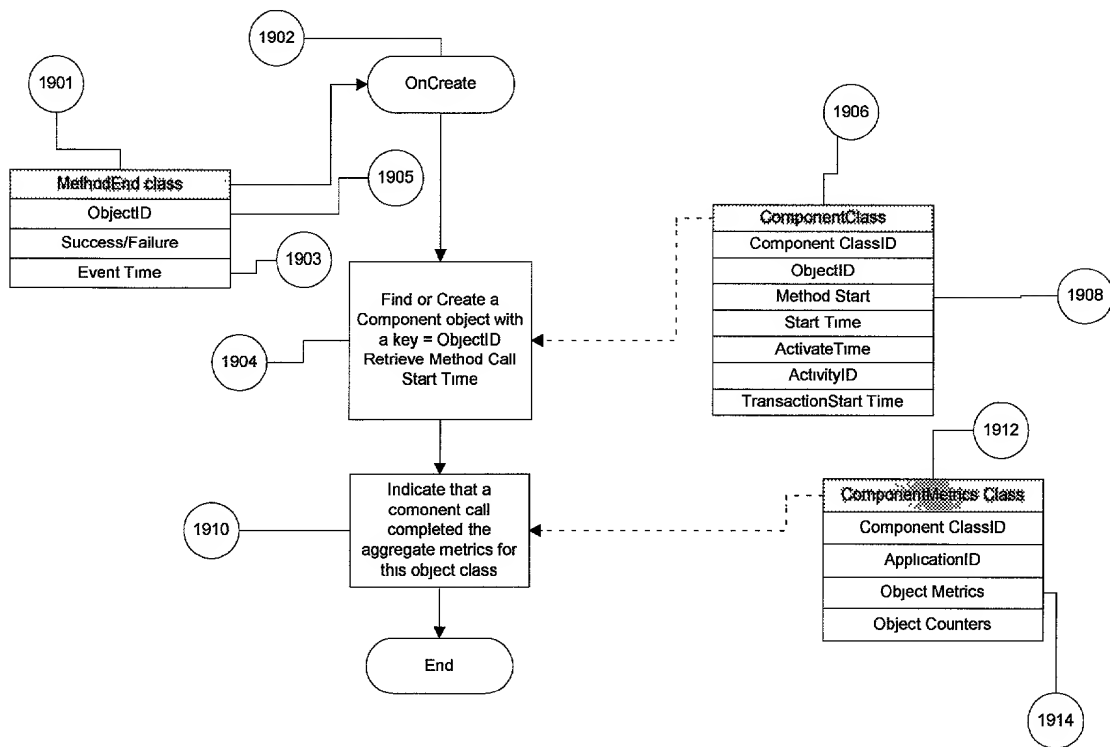 1902
1901
OnCreate
1906
MethodEnd class
ObjectID
Success/Failure
Event Time
1905
1903
ComponentClass
Component ClassID
ObjectID
Method Start
Start Time
ActivateTime
ActivityID
TransactionStart Time
1908
Find or Create a
Component object with
a key = ObjectID
Retrieve Method Call
Start Time
1904
1912
Indicate that a
comonent call
completed the
aggregate metrics for
this object class
1910
ComponentMetrics Class
Component ClassID
ApplicationID
Object Metrics
Object Counters
End
1914